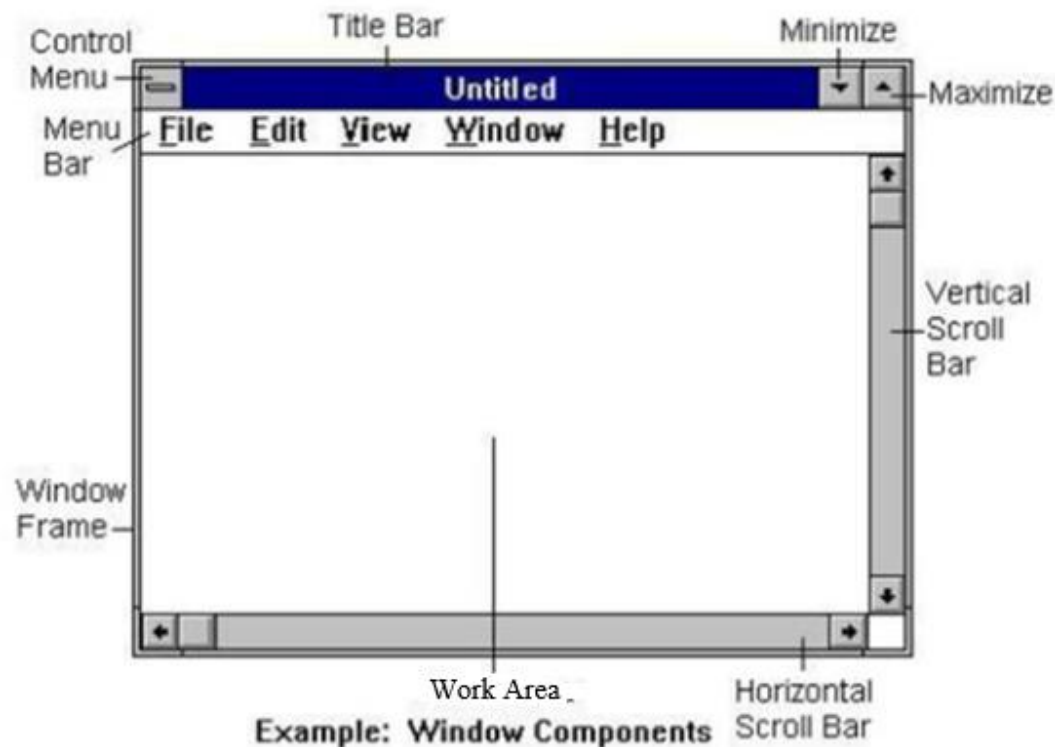 Title Bar
Minimize
Control
Menu
Untitled
Maximize
Menu
Bar
File Edit View Window Help
Vertical
Scroll
Bar
Window
Frame
Work Area
Horizontal
Scroll Bar
Example: Window Components